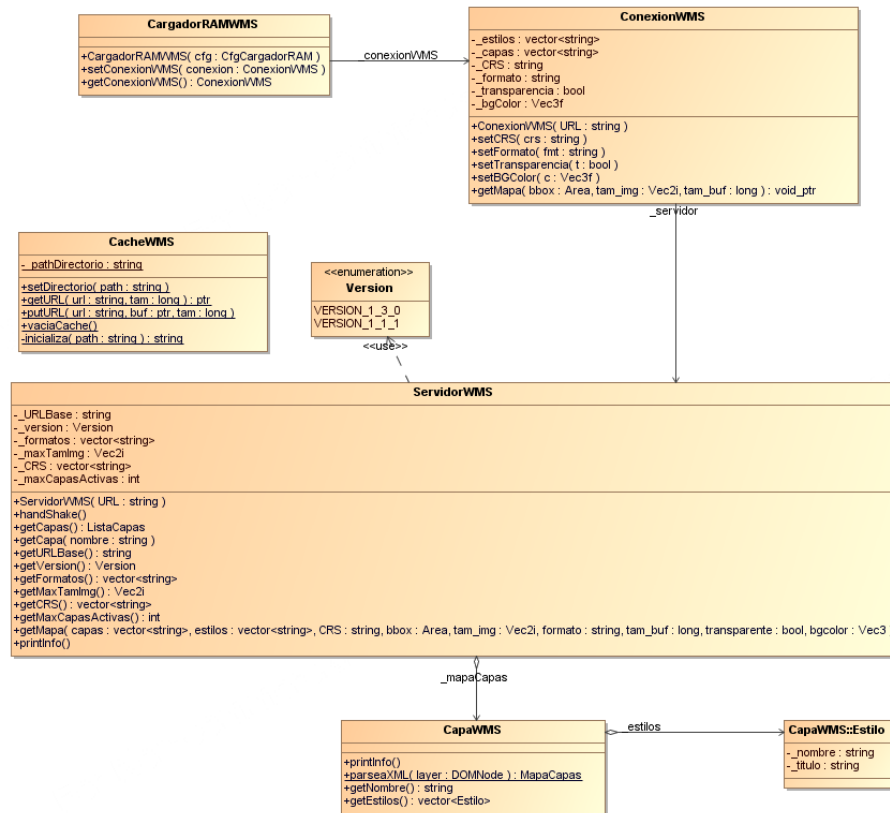 CargadorRAMWMS
+CargadorRAMWMS( cfg : CfgCargadorRAM )
+setConexionWMS( conexion : ConexionWMS )
+getConexionWMS() : ConexionWMS
_conexionWMS
ConexionWMS
-_estilos : vector<string>
-_capas : vector<string>
-_CRS : string
-_formato : string
-_transparencia : bool
-_bgColor : Vec3f
+ConexionWMS( URL : string )
+setCRS( crs : string )
+setFormato( fmt : string )
+setTransparencia( t : bool )
+setBGColor( c : Vec3f )
+getMapa( bbox : Area, tam_img : Vec2i, tam_buf : long ) : void_ptr
_servidor
CacheWMS
-_pathDirectorio : string
+setDirectorio( path : string )
+getURL( url : string, tam : long ) : ptr
+putURL( url : string, buf : ptr, tam : long )
+vaciaCache()
-inicializa( path : string ) : string
<<enumeration>>
Version
VERSION_1_3_0
VERSION_1_1_1
<<use>>
ServidorWMS
-_URLBase : string
-_version : Version
-_formatos : vector<string>
-_maxTamImg : Vec2i
-_CRS : vector<string>
-_maxCapasActivas : int
+ServidorWMS( URL : string )
+handShake()
+getCapas() : ListaCapas
+getCapa( nombre : string )
+getURLBase() : string
+getVersion() : Version
+getFormatos() : vector<string>
+getMaxTamImg() : Vec2i
+getCRS() : vector<string>
+getMaxCapasActivas() : int
+getMapa( capas : vector<string>, estilos : vector<string>, CRS : string, bbox : Area, tam_img : Vec2i, formato : string, tam_buf : long, transparente : bool, bgcolor : Vec3
+printInfo()
_mapaCapas
CapaWMS
+printInfo()
+parseaXML( layer : DOMNode ) : MapaCapas
+getNombre() : string
+getEstilos() : vector<Estilo>
_estilos
CapaWMS::Estilo
-_nombre : string
-_titulo : string